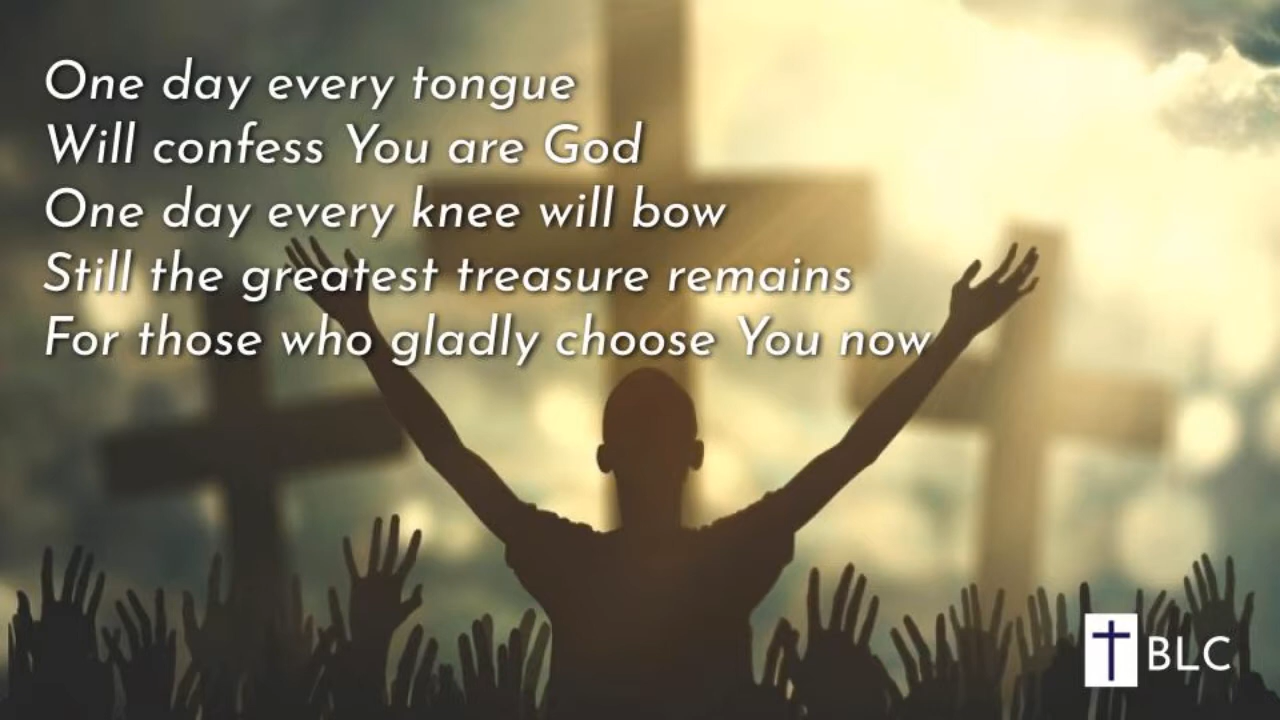 One day every tongue
Will confess You are God
One day every knee will bow
Still the greatest treasure remains
For those who gladly choose You now
BLC